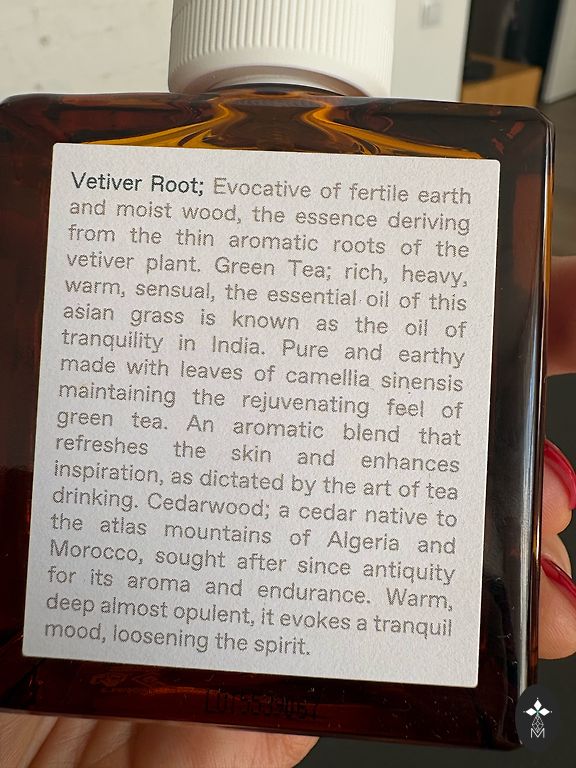 Vetiver Root; Evocative of fertile earth
and moist wood, the essence deriving
from the thin aromatic roots of the
vetiver plant. Green Tea; rich, heavy,
warm, sensual, the essential oil of this
asian grass is known as the oil of
tranquility in India. Pure and earthy
made with leaves of camellia sinensis
maintaining the rejuvenating feel of
green tea. An aromatic blend that
refreshes the skin and enhances
inspiration, as dictated by the art of tea
drinking. Cedarwood; a cedar native to
the atlas mountains of Algeria and
Morocco, sought after since antiquity
for its aroma and endurance. Warm,
deep almost opulent, it evokes a tranquil
mood, loosening the spirit.